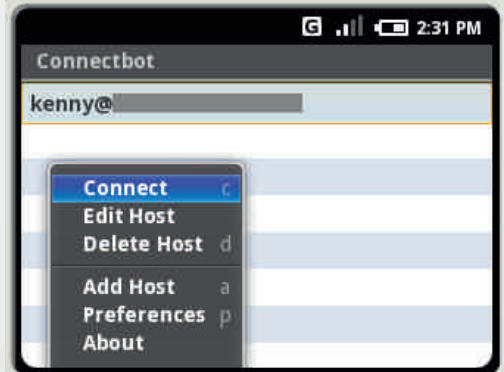 G 2:31 PM
Connectbot
kenny@
Connect c
Edit Host
Delete Host d
Add Host a
Preferences p
About